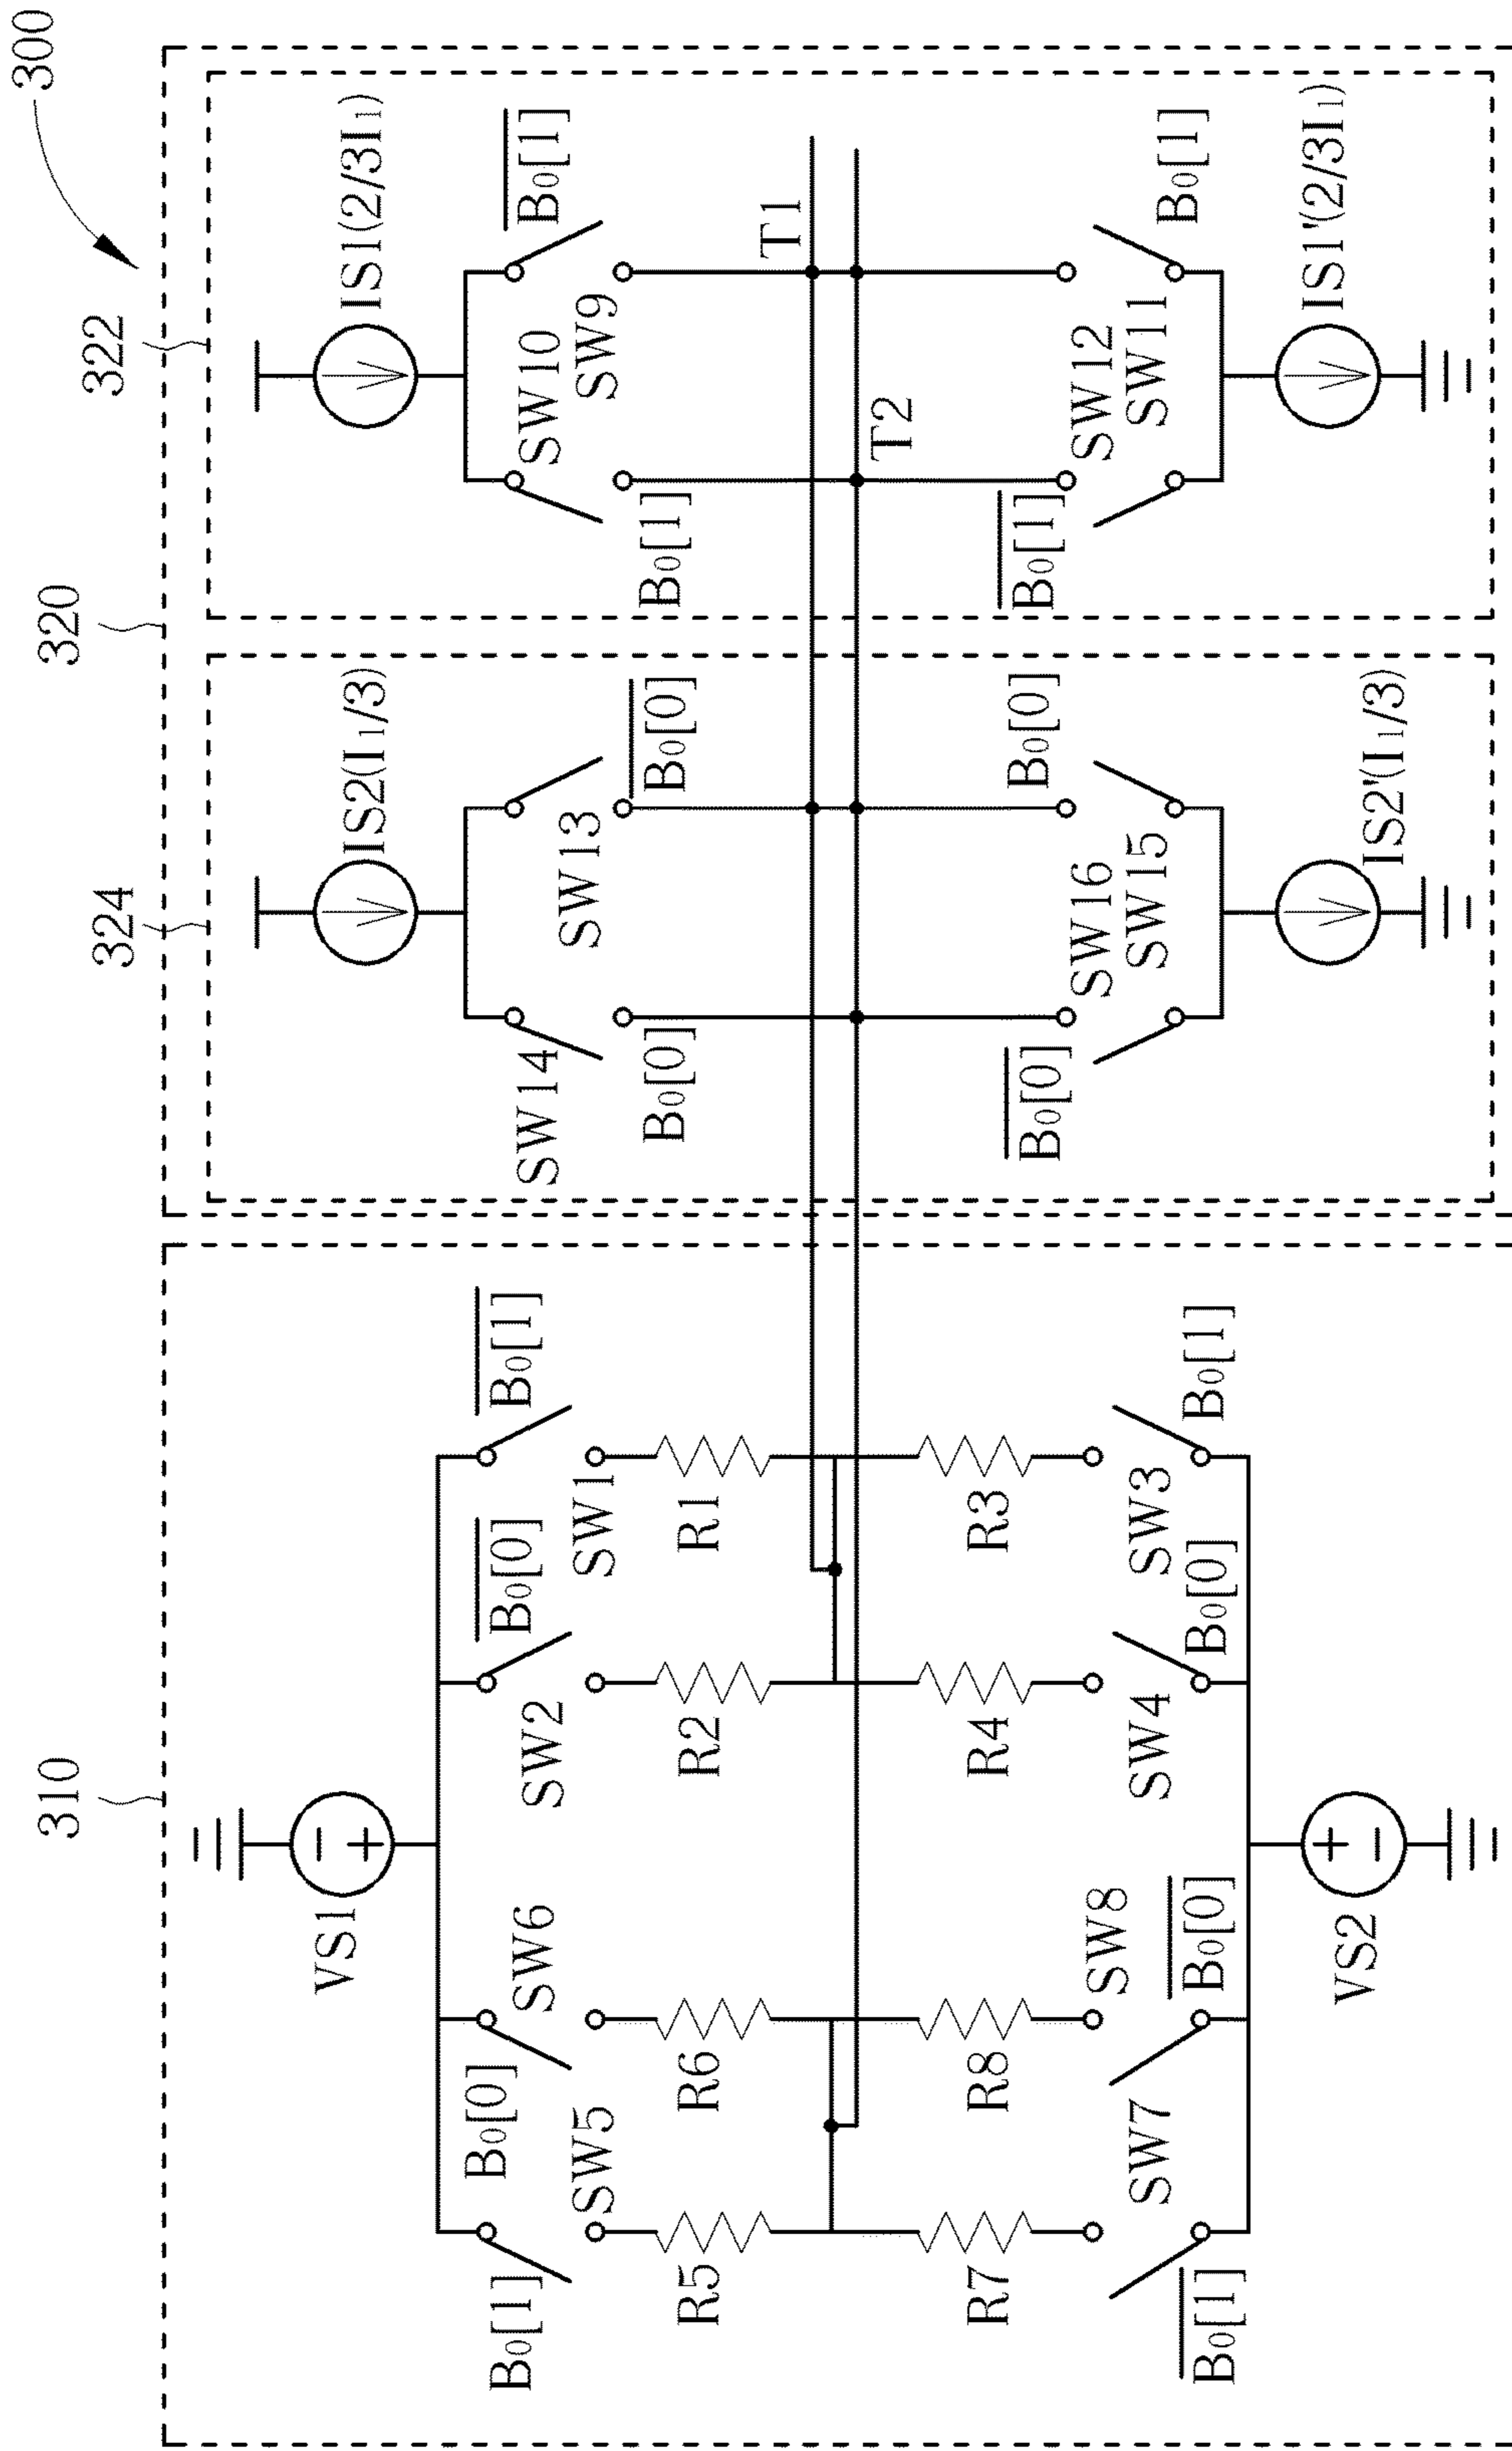 300
320
322
IS1(2/3I₁)
B₀[1]
SW10
SW9
B₀[1]
T1
T2
SW12
SW11
B₀[1]
B₀[1]
IS1'(2/3I₁)
324
IS2(I₁/3)
B₀[0]
SW13
SW14
B₀[0]
B₀[0]
SW16
SW15
B₀[0]
IS2'(I₁/3)
310
VS1
B₀[1]
SW1
B₀[0]
SW2
SW6
B₀[0]
SW5
B₀[1]
R1
R2
R6
R5
R3
R4
R8
R7
SW3
B₀[1]
SW4
B₀[0]
SW8
B₀[0]
SW7
B₀[1]
VS2